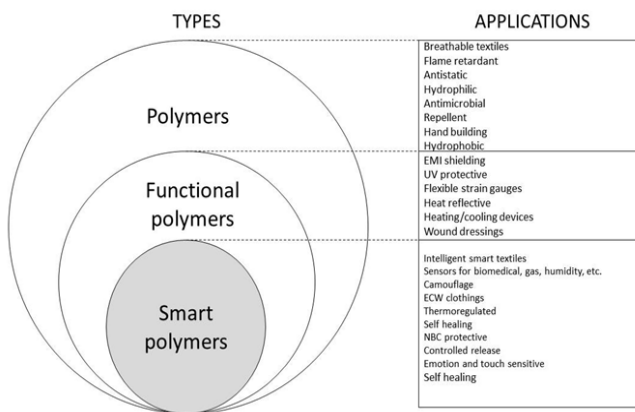 TYPES
APPLICATIONS
Polymers
Functional
polymers
Smart
polymers
Breathable textiles
Flame retardant
Antistatic
Hydrophilic
Antimicrobial
Repellent
Hand building
Hydrophobic
EMI shielding
UV protective
Flexible strain gauges
Heat reflective
Heating/cooling devices
Wound dressings
Intelligent smart textiles
Sensors for biomedical, gas, humidity, etc.
Camouflage
ECW clothings
Thermoregulated
Self healing
NBC protective
Controlled release
Emotion and touch sensitive
Self healing